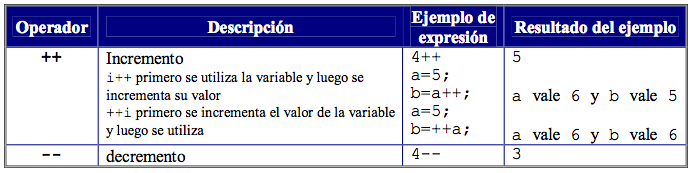 Operador Descripción Ejemplo de expresión Resultado del ejemplo
++ Incremento 4++ 5
i++ primero se utiliza la variable y luego se a=5;
incrementa su valor b=a++; a vale 6 y b vale 5
++i primero se incrementa el valor de la variable a=5;
y luego se utiliza b=++a; a vale 6 y b vale 6
-- decremento 4-- 3